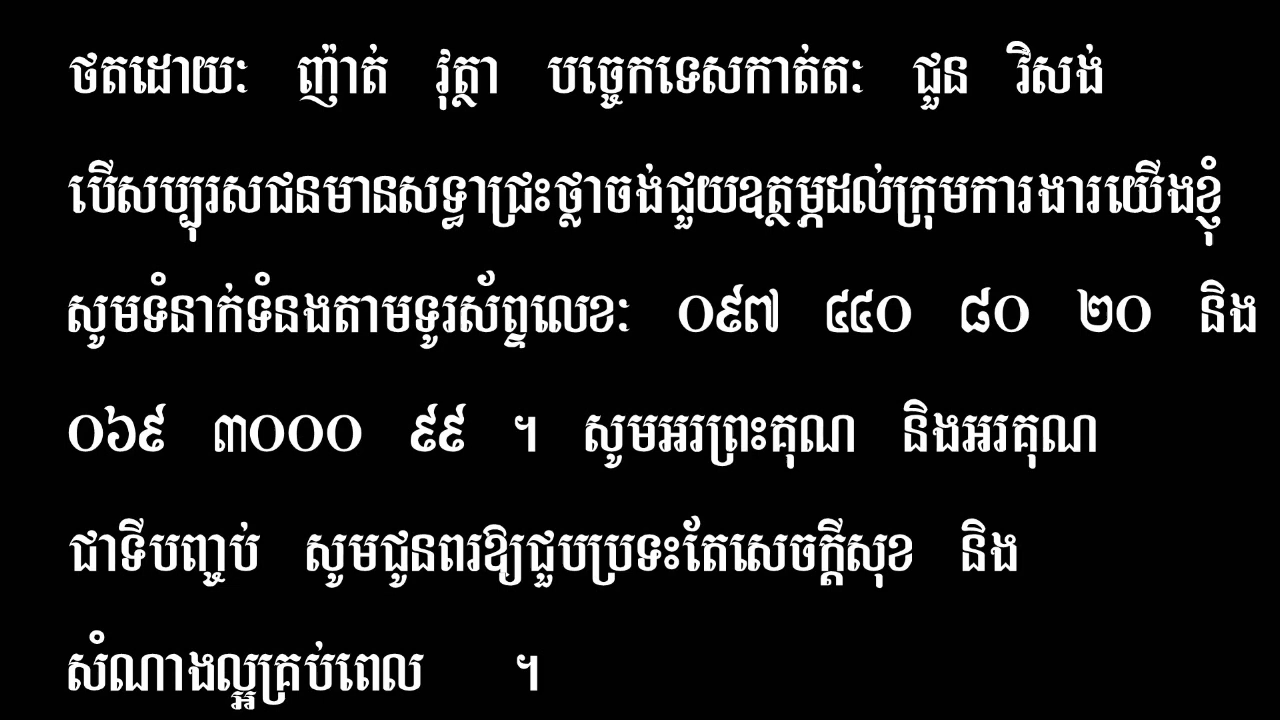 ថតដោយៈ ញ៉ាត់ វុត្ថា បច្ចេកទេសកាត់តៈ ជួន វិសង់
បើសប្បុរសជនមានសទ្ធាជ្រះថ្លាចង់ជួយឧត្ថម្ភដល់ក្រុមការងារយើងខ្ញុំ
សូមទំនាក់ទំនងតាមទូរស័ព្ទលេខៈ ០៩៧ ៤៤០ ៨០ ២០ និង
០៦៩ ៣០០០ ៩៩ ។ សូមអរព្រះគុណ និងអរគុណ
ជាទីបញ្ចប់ សូមជូនពរឱ្យជួបប្រទះតែសេចក្ដីសុខ និង
សំណាងល្អគ្រប់ពេល ។